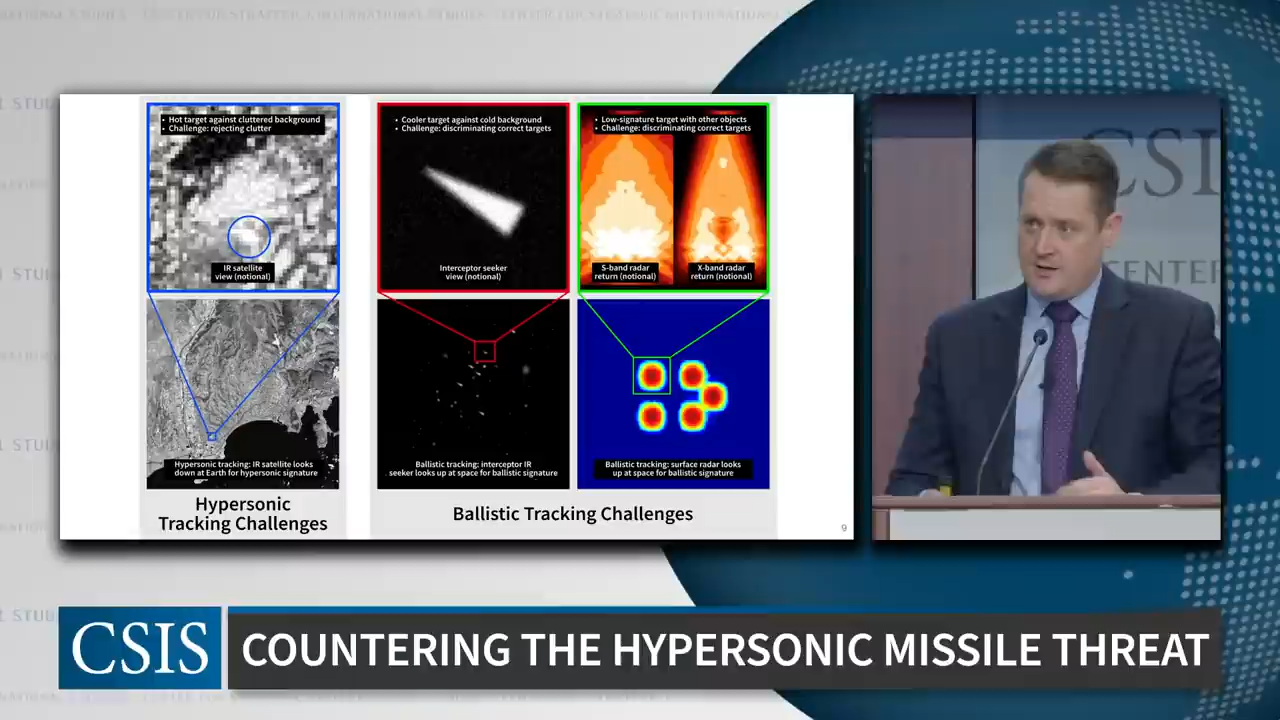 • Hot target against cluttered background
• Challenge: rejecting clutter
IR satellite
view (notional)
Hypersonic tracking: IR satellite looks
down at Earth for hypersonic signature
Hypersonic
Tracking Challenges
• Cooler target against cold background
• Challenge: discriminating correct targets
Interceptor seeker
view (notional)
Ballistic tracking: interceptor IR
seeker looks up at space for ballistic signature
• Low-signature target with other objects
• Challenge: discriminating correct targets
S-band radar
return (notional)
X-band radar
return (notional)
Ballistic tracking: surface radar looks
up at space for ballistic signature
Ballistic Tracking Challenges
9
CSI
CENTER
CSIS
COUNTERING THE HYPERSONIC MISSILE THREAT